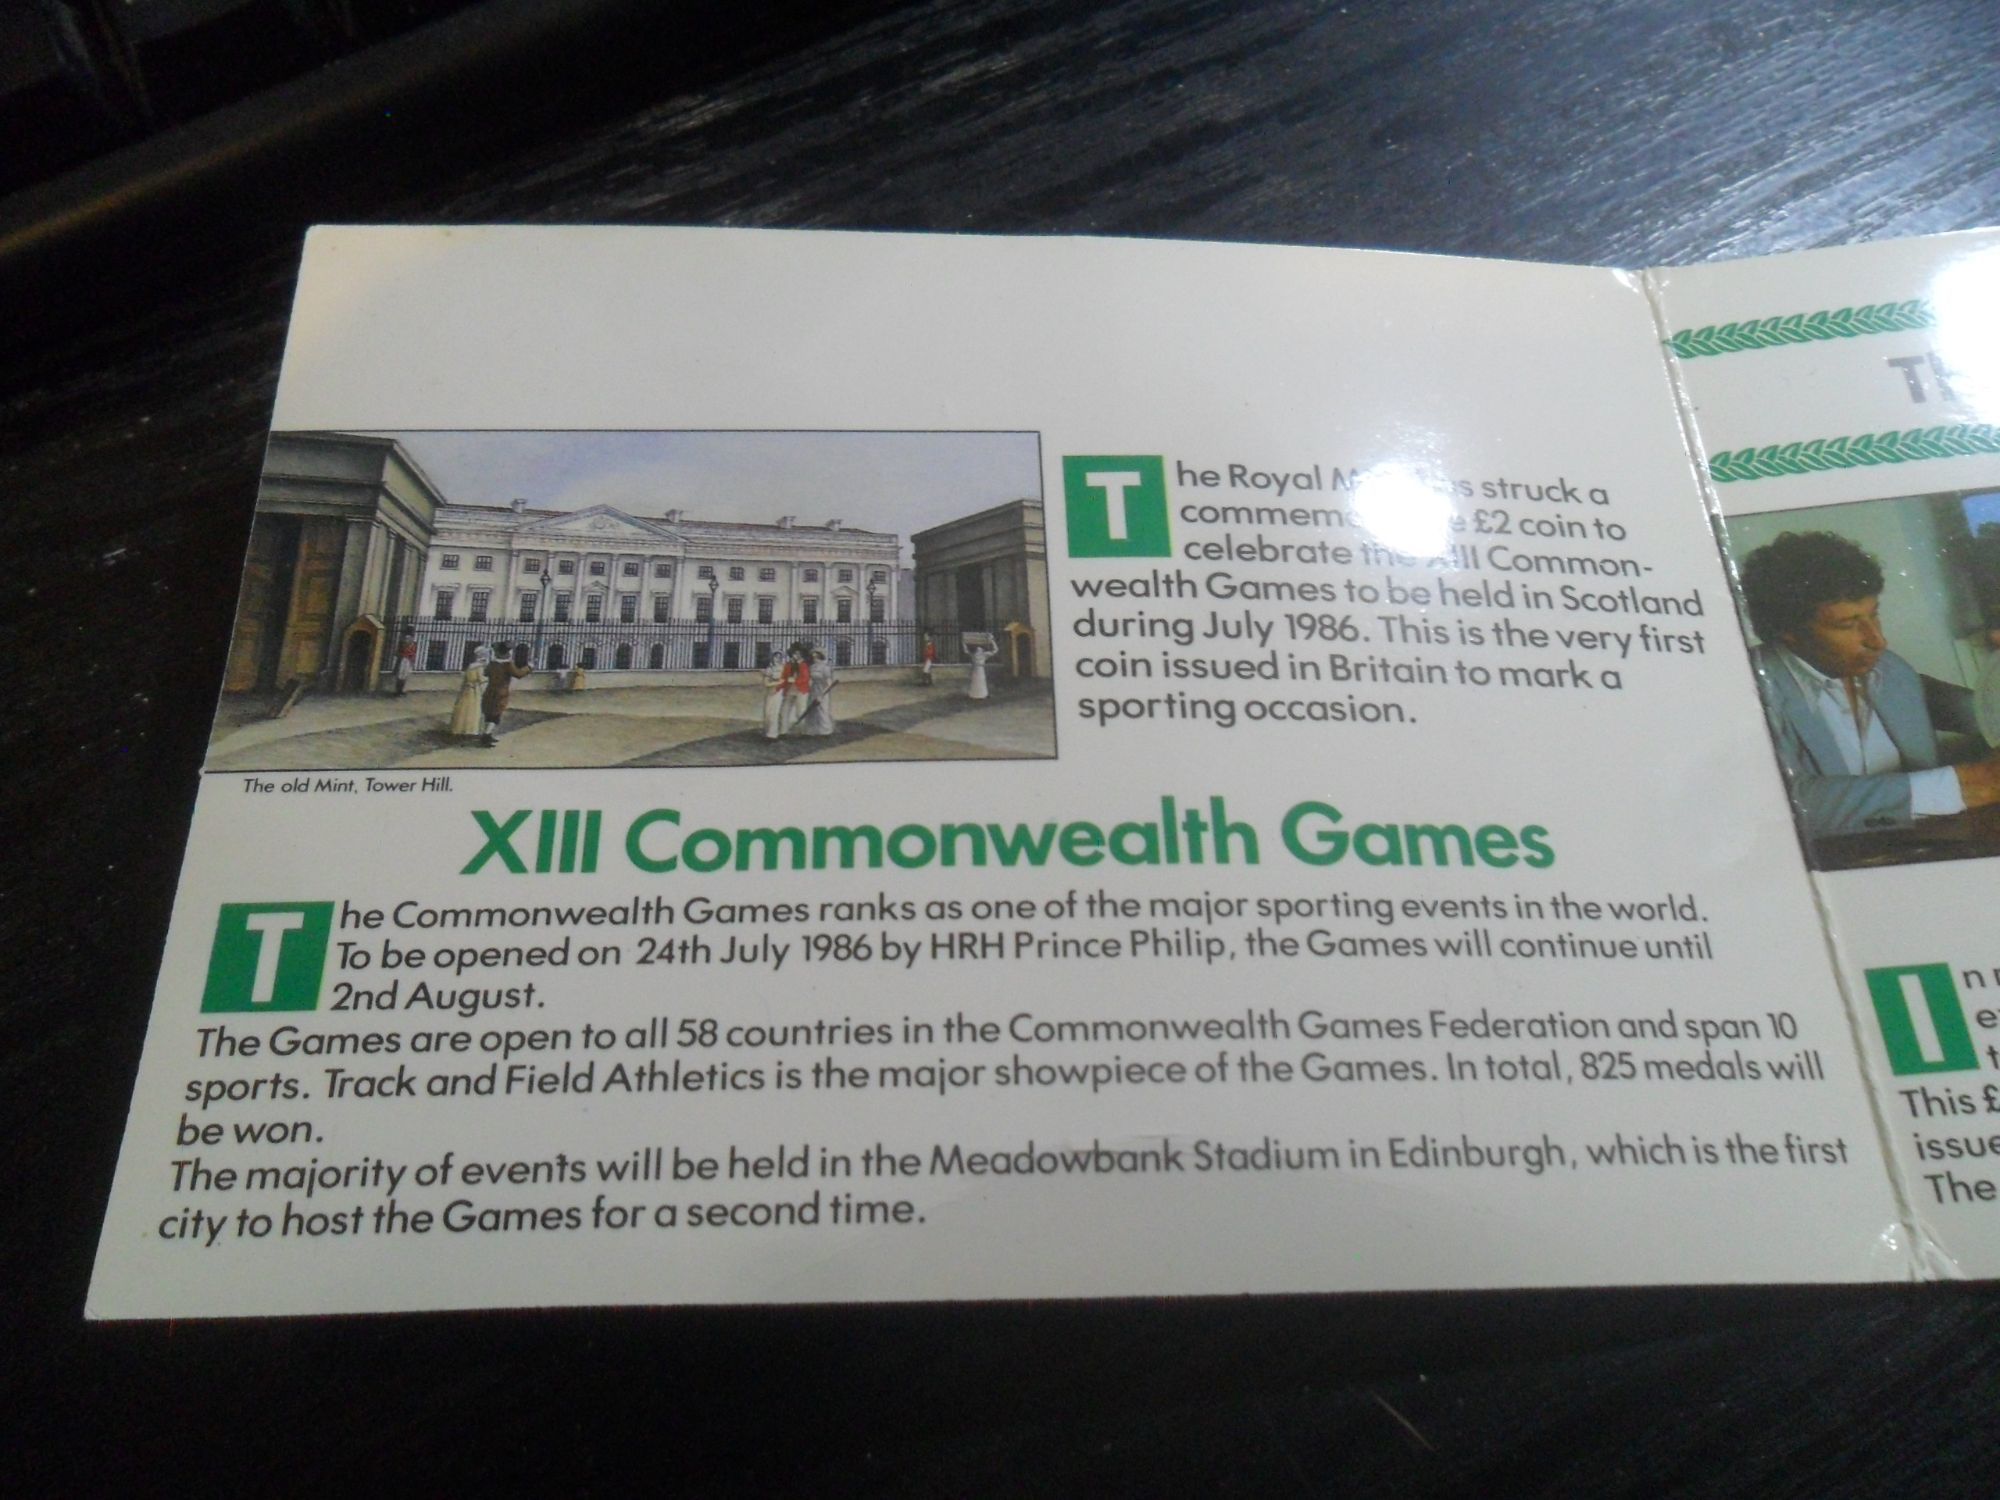 The Royal struck a
£2 coin to
celebrate the XIII Common-
wealth Games to be held in Scotland
during July 1986. This is the very first
coin issued in Britain to mark a
sporting occasion.
The old Mint, Tower Hill.
XIII Commonwealth Games
The Commonwealth Games ranks as one of the major sporting events in the world.
To be opened on 24th July 1986 by HRH Prince Philip, the Games will continue until
2nd August.
The Games are open to all 58 countries in the Commonwealth Games Federation and span 10
sports. Track and Field Athletics is the major showpiece of the Games. In total, 825 medals will
be won.
The majority of events will be held in the Meadowbank Stadium in Edinburgh, which is the first
city to host the Games for a second time.
In
This £
The